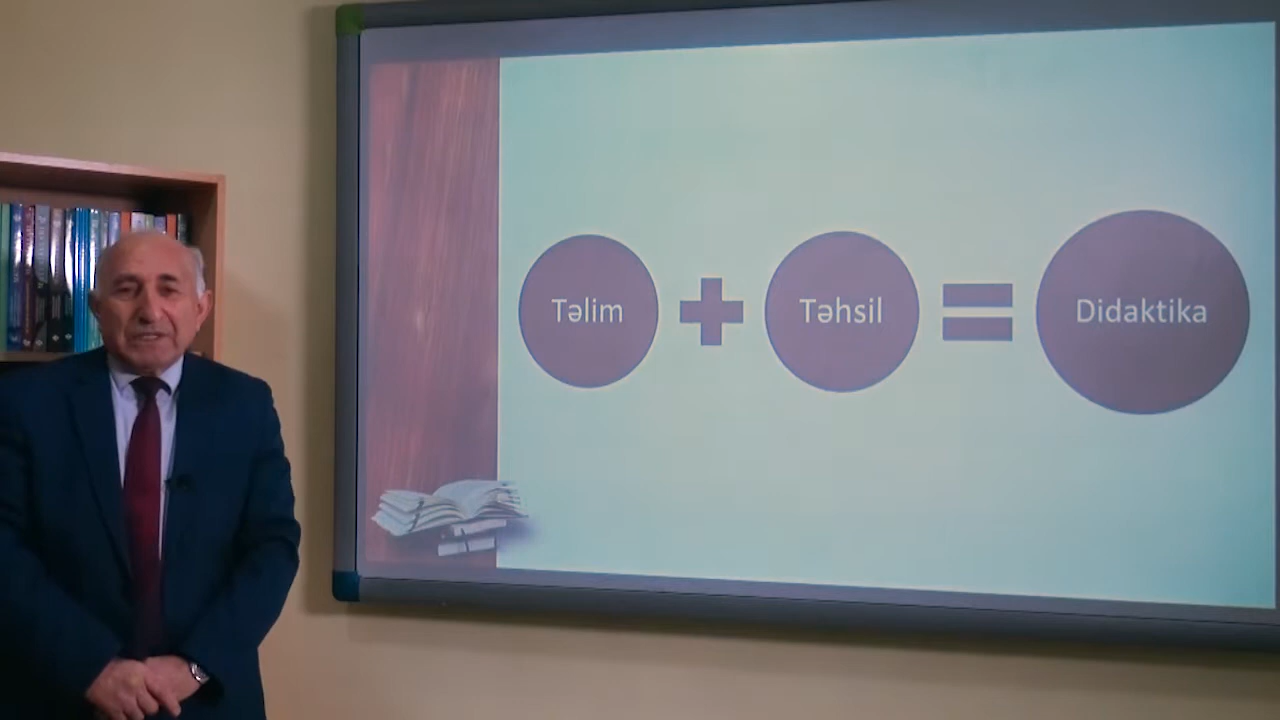 Təlim + Təhsil = Didaktika